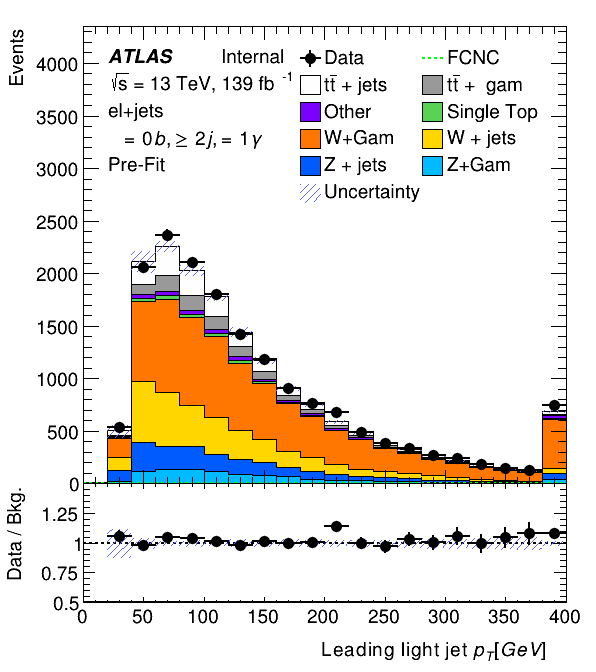 Events
4000
3500
3000
2500
2000
1500
1000
500
0
ATLAS Internal
√s = 13 TeV, 139 fb⁻¹
el+jets
= 0b, ≥ 2j, = 1γ
Pre-Fit
Data
FCNC
tt̄ + jets
tt̄ + gam
Other
Single Top
W+Gam
W + jets
Z + jets
Z+Gam
Uncertainty
Data / Bkg.
1.25
1
0.75
0.5
0 50 100 150 200 250 300 350 400
Leading light jet p_T[GeV]